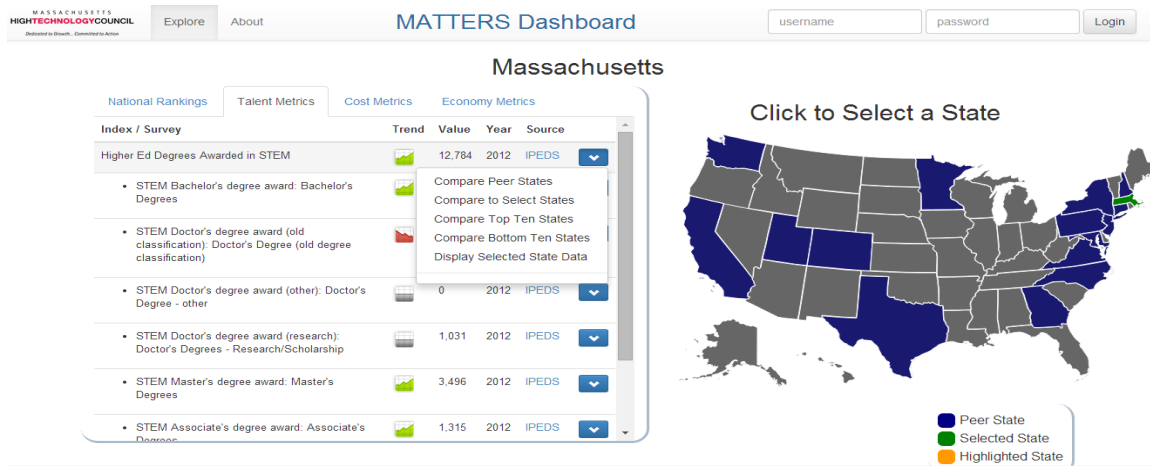 MASSACHUSETTS
HIGHTECHNOLOGYCOUNCIL
Dedicated to Growth... Committed to Action
Explore
About
MATTERS Dashboard
username
password
Login
Massachusetts
National Rankings
Talent Metrics
Cost Metrics
Economy Metrics
Index / Survey Trend Value Year Source
Higher Ed Degrees Awarded in STEM 12,784 2012 IPEDS
Compare Peer States
Compare to Select States
Compare Top Ten States
Compare Bottom Ten States
Display Selected State Data
• STEM Bachelor's degree award: Bachelor's
Degrees
• STEM Doctor's degree award (old
classification): Doctor's Degree (old degree
classification)
• STEM Doctor's degree award (other): Doctor's 0 2012 IPEDS
Degree - other
• STEM Doctor's degree award (research): 1,031 2012 IPEDS
Doctor's Degrees - Research/Scholarship
• STEM Master's degree award: Master's 3,496 2012 IPEDS
Degrees
• STEM Associate's degree award: Associate's 1,315 2012 IPEDS
Degrees
Click to Select a State
Peer State
Selected State
Highlighted State